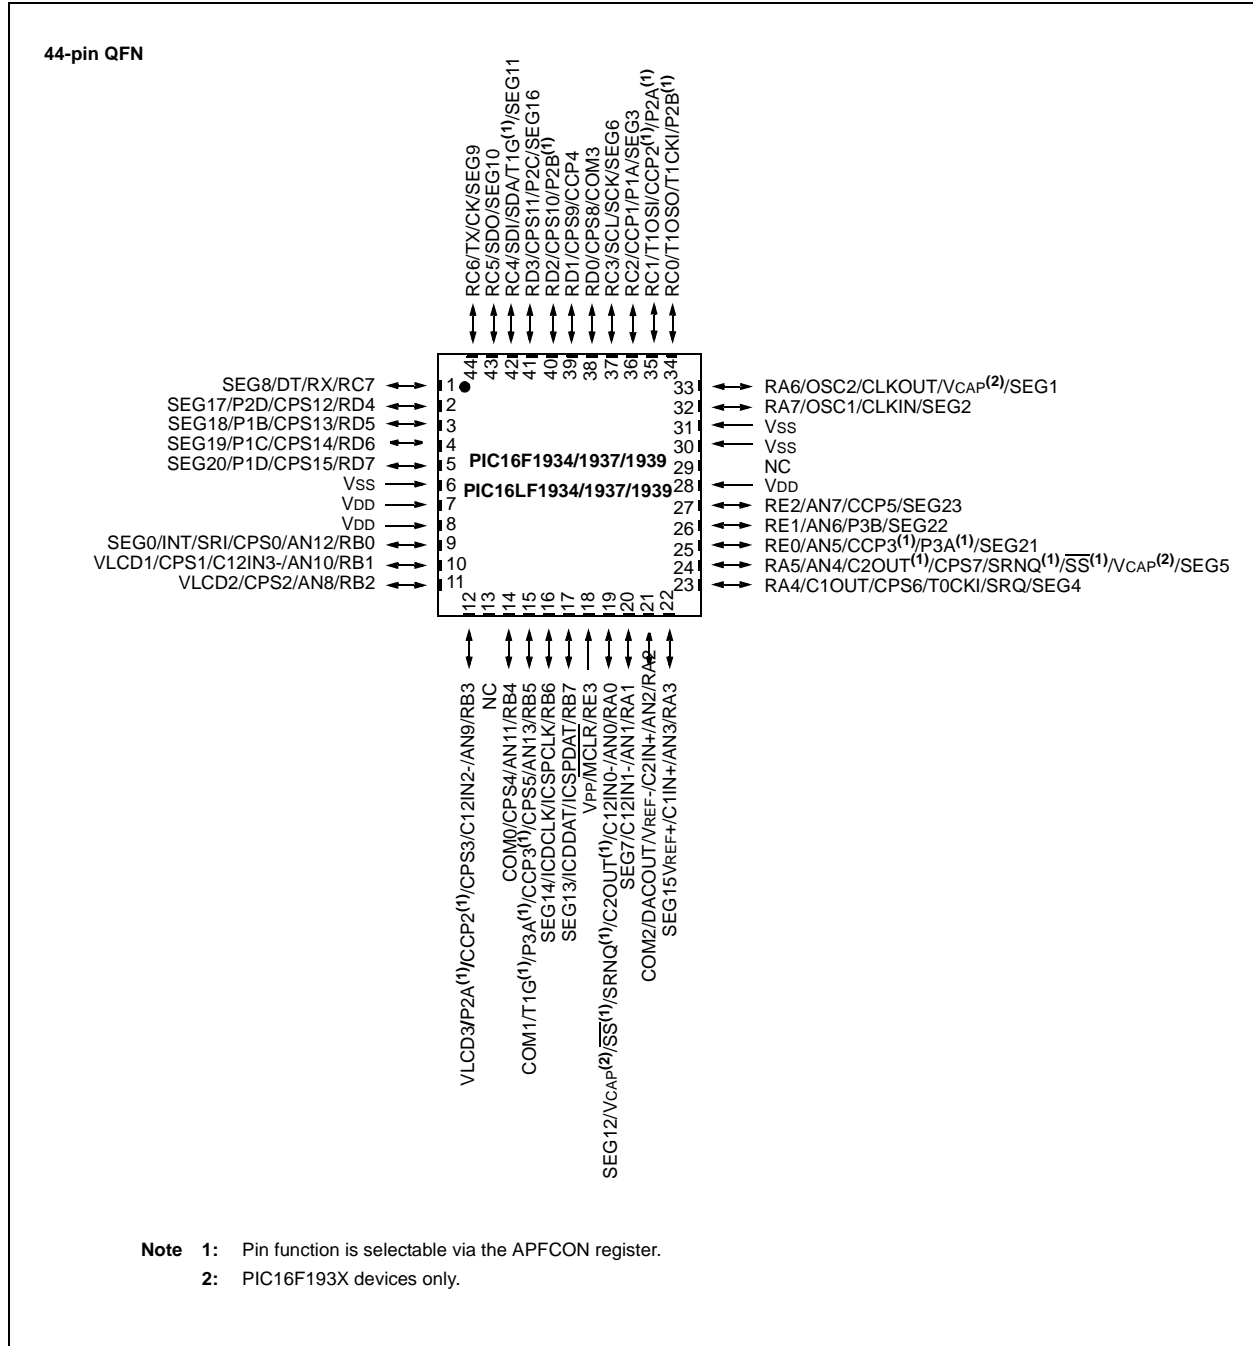 44-pin QFN
RC6/TX/CK/SEG9
RC5/SDO/SEG10
RC4/SDI/SDA/T1G(1)/SEG11
RD3/CPS11/P2C/SEG16
RD2/CPS10/P2B(1)
RD1/CPS9/CCP4
RD0/CPS8/COM3
RC3/SCL/SCK/SEG6
RC2/CCP1/P1A/SEG3
RC1/T1OSI/CCP2(1)/P2A(1)
RC0/T1OSO/T1CKI/P2B(1)
44 43 42 41 40 39 38 37 36 35 34
SEG8/DT/RX/RC7 1
SEG17/P2D/CPS12/RD4 2
SEG18/P1B/CPS13/RD5 3
SEG19/P1C/CPS14/RD6 4
SEG20/P1D/CPS15/RD7 5
VSS 6
VDD 7
VDD 8
SEG0/INT/SRI/CPS0/AN12/RB0 9
VLCD1/CPS1/C12IN3-/AN10/RB1 10
VLCD2/CPS2/AN8/RB2 11
PIC16F1934/1937/1939
PIC16LF1934/1937/1939
33 RA6/OSC2/CLKOUT/VCAP(2)/SEG1
32 RA7/OSC1/CLKIN/SEG2
31 VSS
30 VSS
29 NC
28 VDD
27 RE2/AN7/CCP5/SEG23
26 RE1/AN6/P3B/SEG22
25 RE0/AN5/CCP3(1)/P3A(1)/SEG21
24 RA5/AN4/C2OUT(1)/CPS7/SRNQ(1)/SS(1)/VCAP(2)/SEG5
23 RA4/C1OUT/CPS6/T0CKI/SRQ/SEG4
12 13 14 15 16 17 18 19 20 21 22
VLCD3/P2A(1)/CCP2(1)/CPS3/C12IN2-/AN9/RB3
NC
COM0/CPS4/AN11/RB4
COM1/T1G(1)/P3A(1)/CCP3(1)/CPS5/AN13/RB5
SEG14/ICDCLK/ICSPCLK/RB6
SEG13/ICDDAT/ICSPDAT/RB7
VPP/MCLR/RE3
SEG12/VCAP(2)/SS(1)/SRNQ(1)/C2OUT(1)/C12IN0-/AN0/RA0
SEG7/C12IN1-/AN1/RA1
COM2/DACOUT/VREF-/C2IN+/AN2/RA2
SEG15VREF+/C1IN+/AN3/RA3
Note 1: Pin function is selectable via the APFCON register.
2: PIC16F193X devices only.